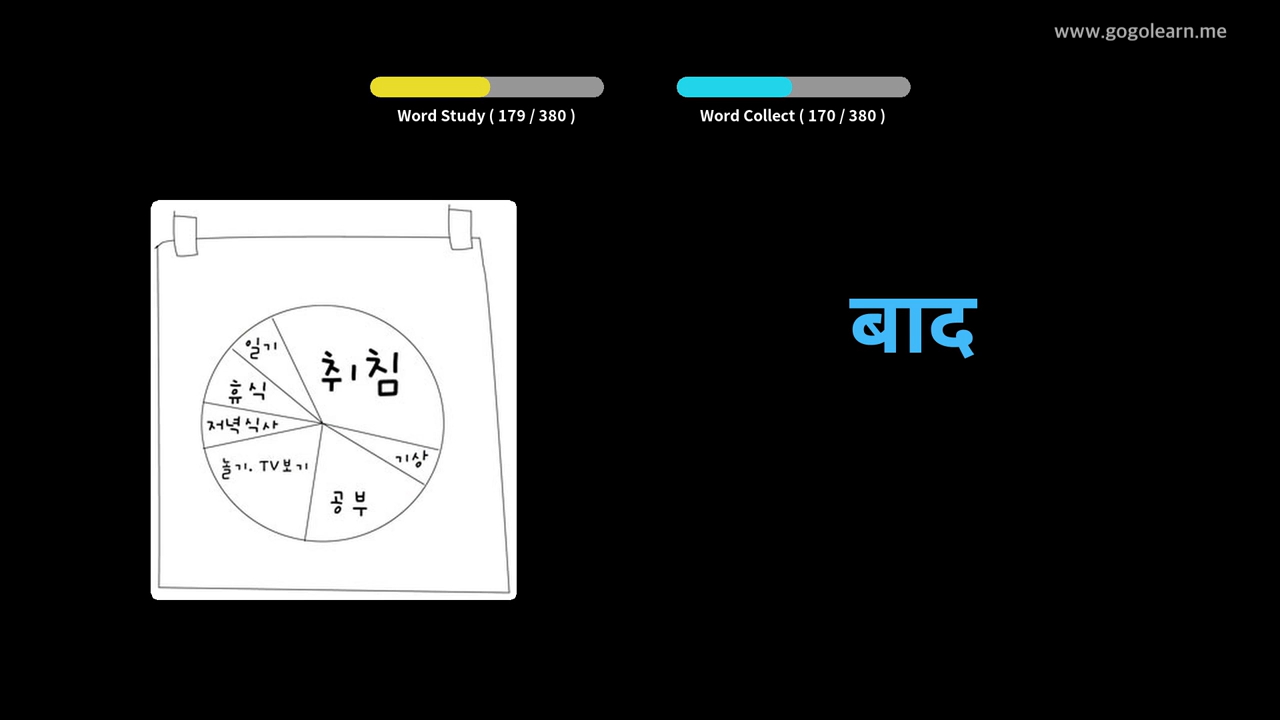 www.gogolearn.me
Word Study ( 179 / 380 )
Word Collect ( 170 / 380 )
बाद
일기
취침
휴식
저녁식사
놀기. TV보기
기상
공부